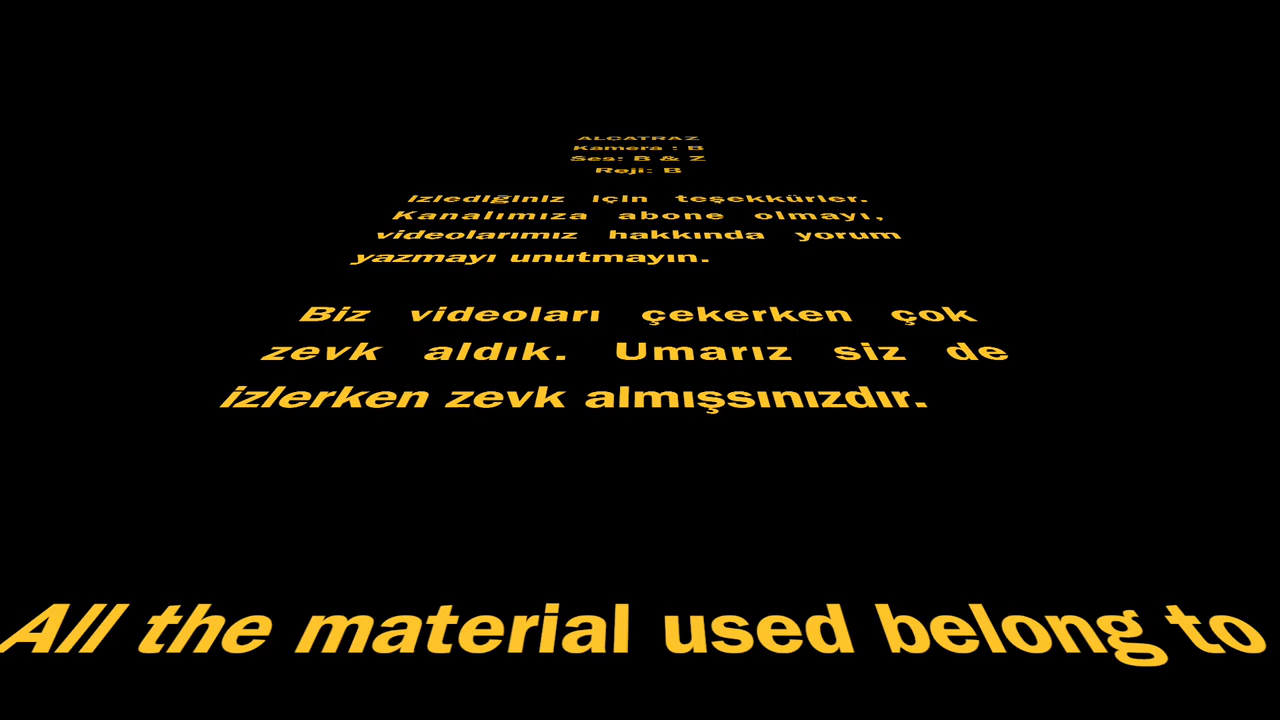 ALCATRAZ
Kamera : B
Ses: B & Z
Reji: B
İzlediğiniz için teşekkürler.
Kanalımıza abone olmayı,
videolarımız hakkında yorum
yazmayı unutmayın.
Biz videoları çekerken çok
zevk aldık. Umarız siz de
izlerken zevk almışsınızdır.
All the material used belong to